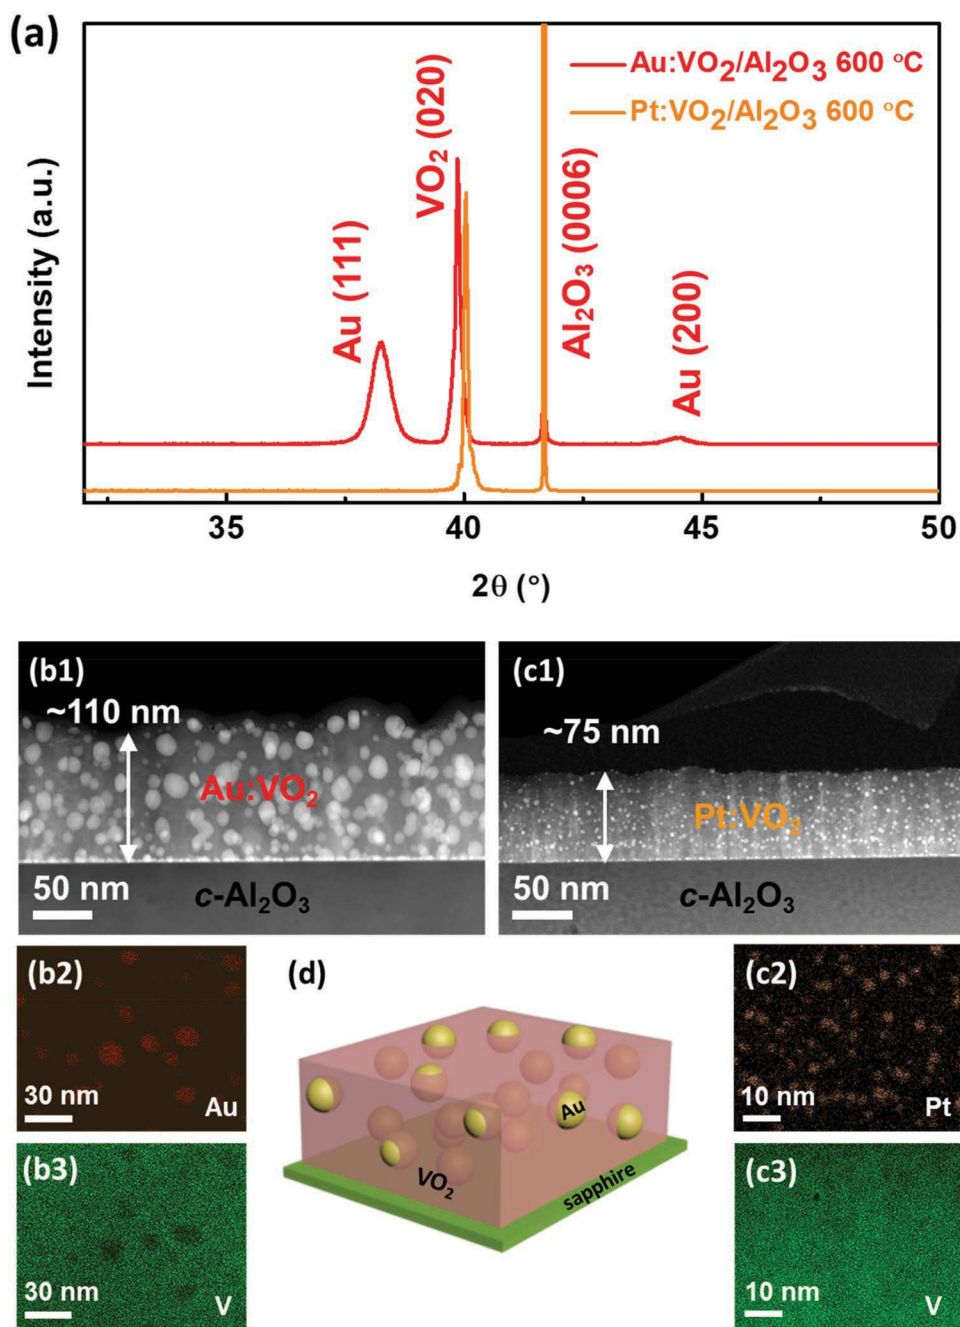 (a)
Au:VO₂/Al₂O₃ 600 °C
Pt:VO₂/Al₂O₃ 600 °C
Intensity (a.u.)
Au (111)
VO₂ (020)
Al₂O₃ (0006)
Au (200)
35 40 45 50
2θ (°)
(b1)
~110 nm
Au:VO₂
50 nm
c-Al₂O₃
(c1)
~75 nm
Pt:VO₂
50 nm
c-Al₂O₃
(b2)
30 nm
Au
(d)
Au
VO₂
sapphire
(c2)
10 nm
Pt
(b3)
30 nm
V
(c3)
10 nm
V